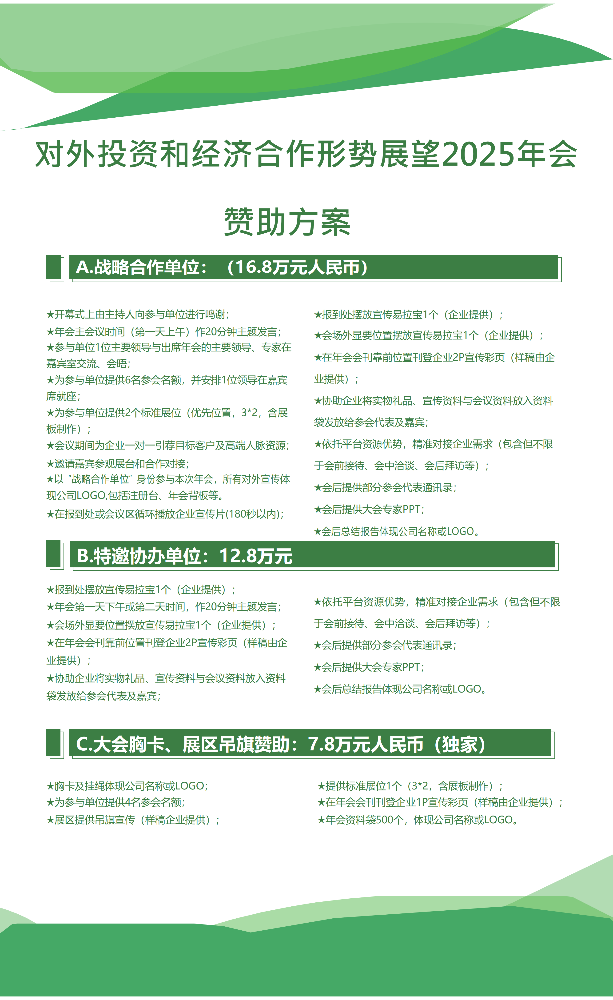 对外投资和经济合作形势展望2025年会
赞助方案
A.战略合作单位：（16.8万元人民币）
★开幕式上由主持人向参与单位进行鸣谢；
★年会主会议时间（第一天上午）作20分钟主题发言；
★参与单位1位主要领导与出席年会的主要领导、专家在
嘉宾室交流、会晤；
★为参与单位提供6名参会名额，并安排1位领导在嘉宾
席就座；
★为参与单位提供2个标准展位（优先位置，3*2，含展
板制作）；
★会议期间为企业一对一引荐目标客户及高端人脉资源；
★邀请嘉宾参观展台和合作对接；
★以“战略合作单位”身份参与本次年会，所有对外宣传体
现公司LOGO,包括注册台、年会背板等。
★在报到处或会议区循环播放企业宣传片(180秒以内)；
★报到处摆放宣传易拉宝1个（企业提供）；
★会场外显要位置摆放宣传易拉宝1个（企业提供）；
★在年会会刊靠前位置刊登企业2P宣传彩页（样稿由企
业提供）；
★协助企业将实物礼品、宣传资料与会议资料放入资料
袋发放给参会代表及嘉宾；
★依托平台资源优势，精准对接企业需求（包含但不限
于会前接待、会中洽谈、会后拜访等）；
★会后提供部分参会代表通讯录；
★会后提供大会专家PPT；
★会后总结报告体现公司名称或LOGO。
B.特邀协办单位：12.8万元
★报到处摆放宣传易拉宝1个（企业提供）；
★年会第一天下午或第二天时间，作20分钟主题发言；
★会场外显要位置摆放宣传易拉宝1个（企业提供）；
★在年会会刊靠前位置刊登企业2P宣传彩页（样稿由企
业提供）；
★协助企业将实物礼品、宣传资料与会议资料放入资料
袋发放给参会代表及嘉宾；
★依托平台资源优势，精准对接企业需求（包含但不限
于会前接待、会中洽谈、会后拜访等）；
★会后提供部分参会代表通讯录；
★会后提供大会专家PPT；
★会后总结报告体现公司名称或LOGO。
C.大会胸卡、展区吊旗赞助：7.8万元人民币（独家）
★胸卡及挂绳体现公司名称或LOGO；
★为参与单位提供4名参会名额；
★展区提供吊旗宣传（样稿企业提供）；
★提供标准展位1个（3*2，含展板制作）；
★在年会会刊刊登企业1P宣传彩页（样稿由企业提供）；
★年会资料袋500个，体现公司名称或LOGO。